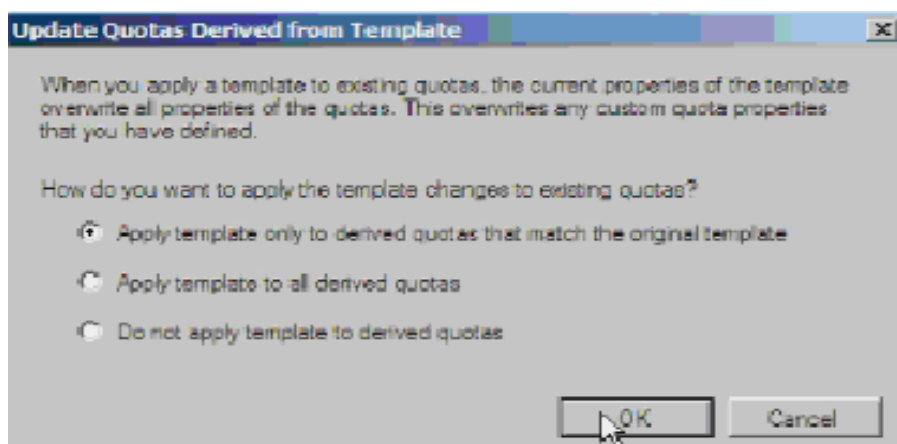 Update Quotas Derived from Template
When you apply a template to existing quotas, the current properties of the template
overwrite all properties of the quotas. This overwrites any custom quota properties
that you have defined.
How do you want to apply the template changes to existing quotas?
Apply template only to derived quotas that match the original template
Apply template to all derived quotas
Do not apply template to derived quotas
OK Cancel